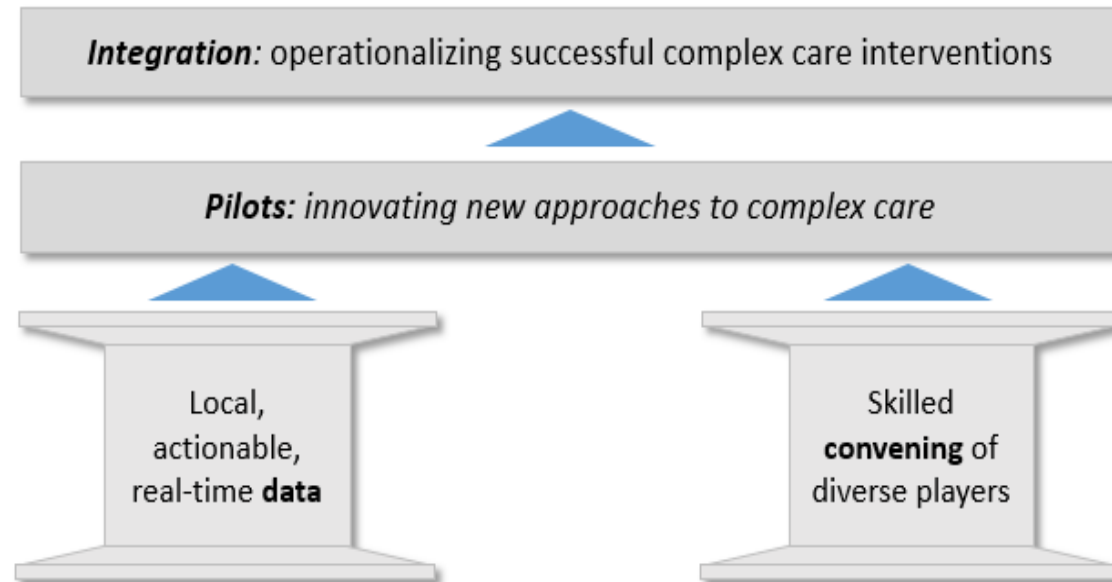 Integration: operationalizing successful complex care interventions
Pilots: innovating new approaches to complex care
Local,
actionable,
real-time data
Skilled
convening of
diverse players